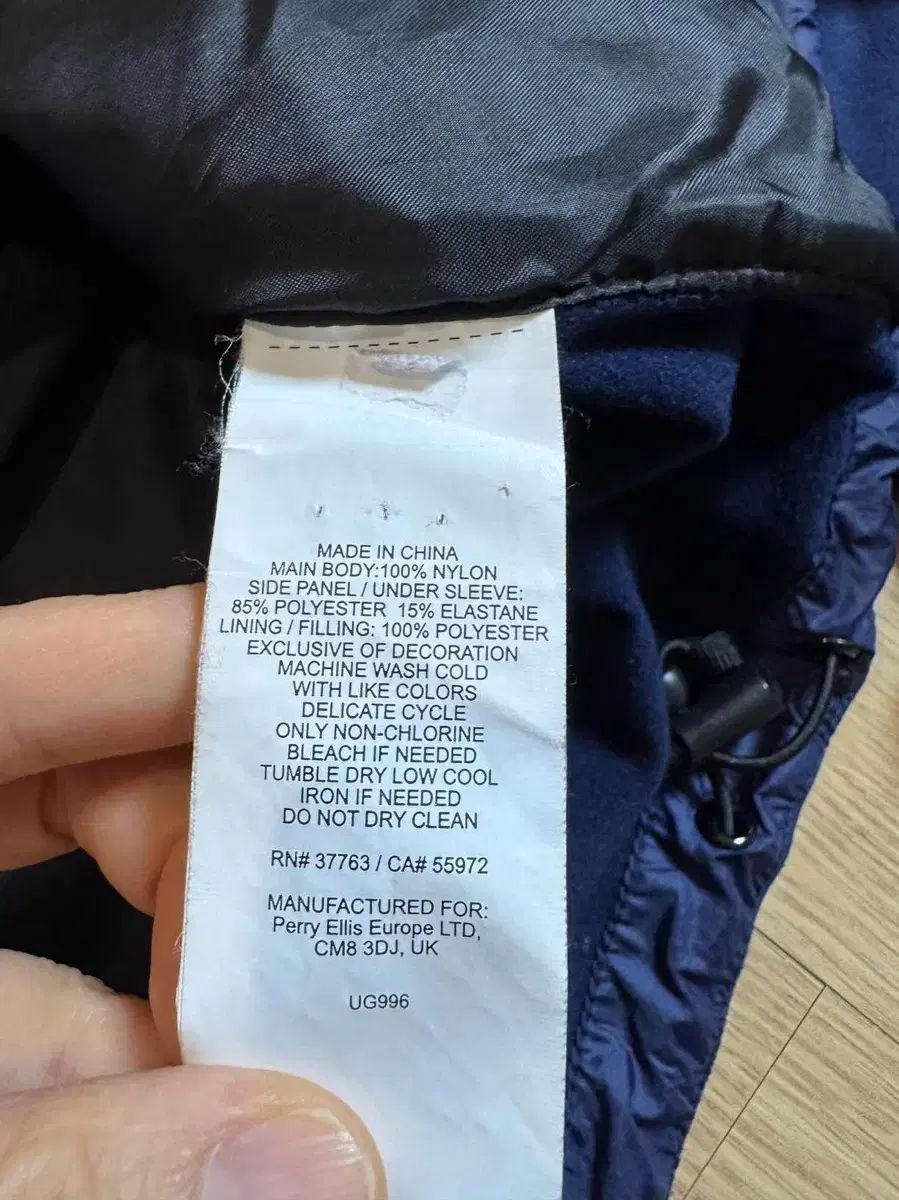 MADE IN CHINA
MAIN BODY:100% NYLON
SIDE PANEL / UNDER SLEEVE:
85% POLYESTER 15% ELASTANE
LINING / FILLING: 100% POLYESTER
EXCLUSIVE OF DECORATION
MACHINE WASH COLD
WITH LIKE COLORS
DELICATE CYCLE
ONLY NON-CHLORINE
BLEACH IF NEEDED
TUMBLE DRY LOW COOL
IRON IF NEEDED
DO NOT DRY CLEAN
RN# 37763 / CA# 55972
MANUFACTURED FOR:
Perry Ellis Europe LTD,
CM8 3DJ, UK
UG996